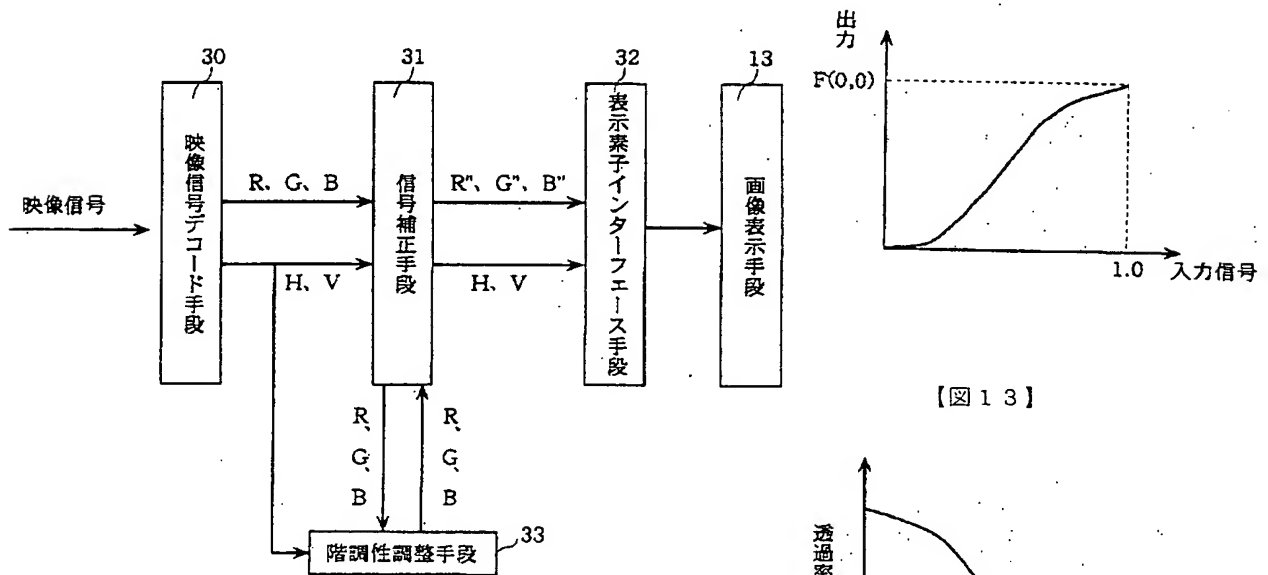 30
31
32
13
映像信号
映像信号デコード手段
R、G、B
H、V
信号補正手段
R"、G"、B"
H、V
表示素子インターフェース手段
画像表示手段
R、
G、
B
R、
G、
B
33
階調性調整手段
出力
F(0,0)
1.0
入力信号
【図13】
透過率